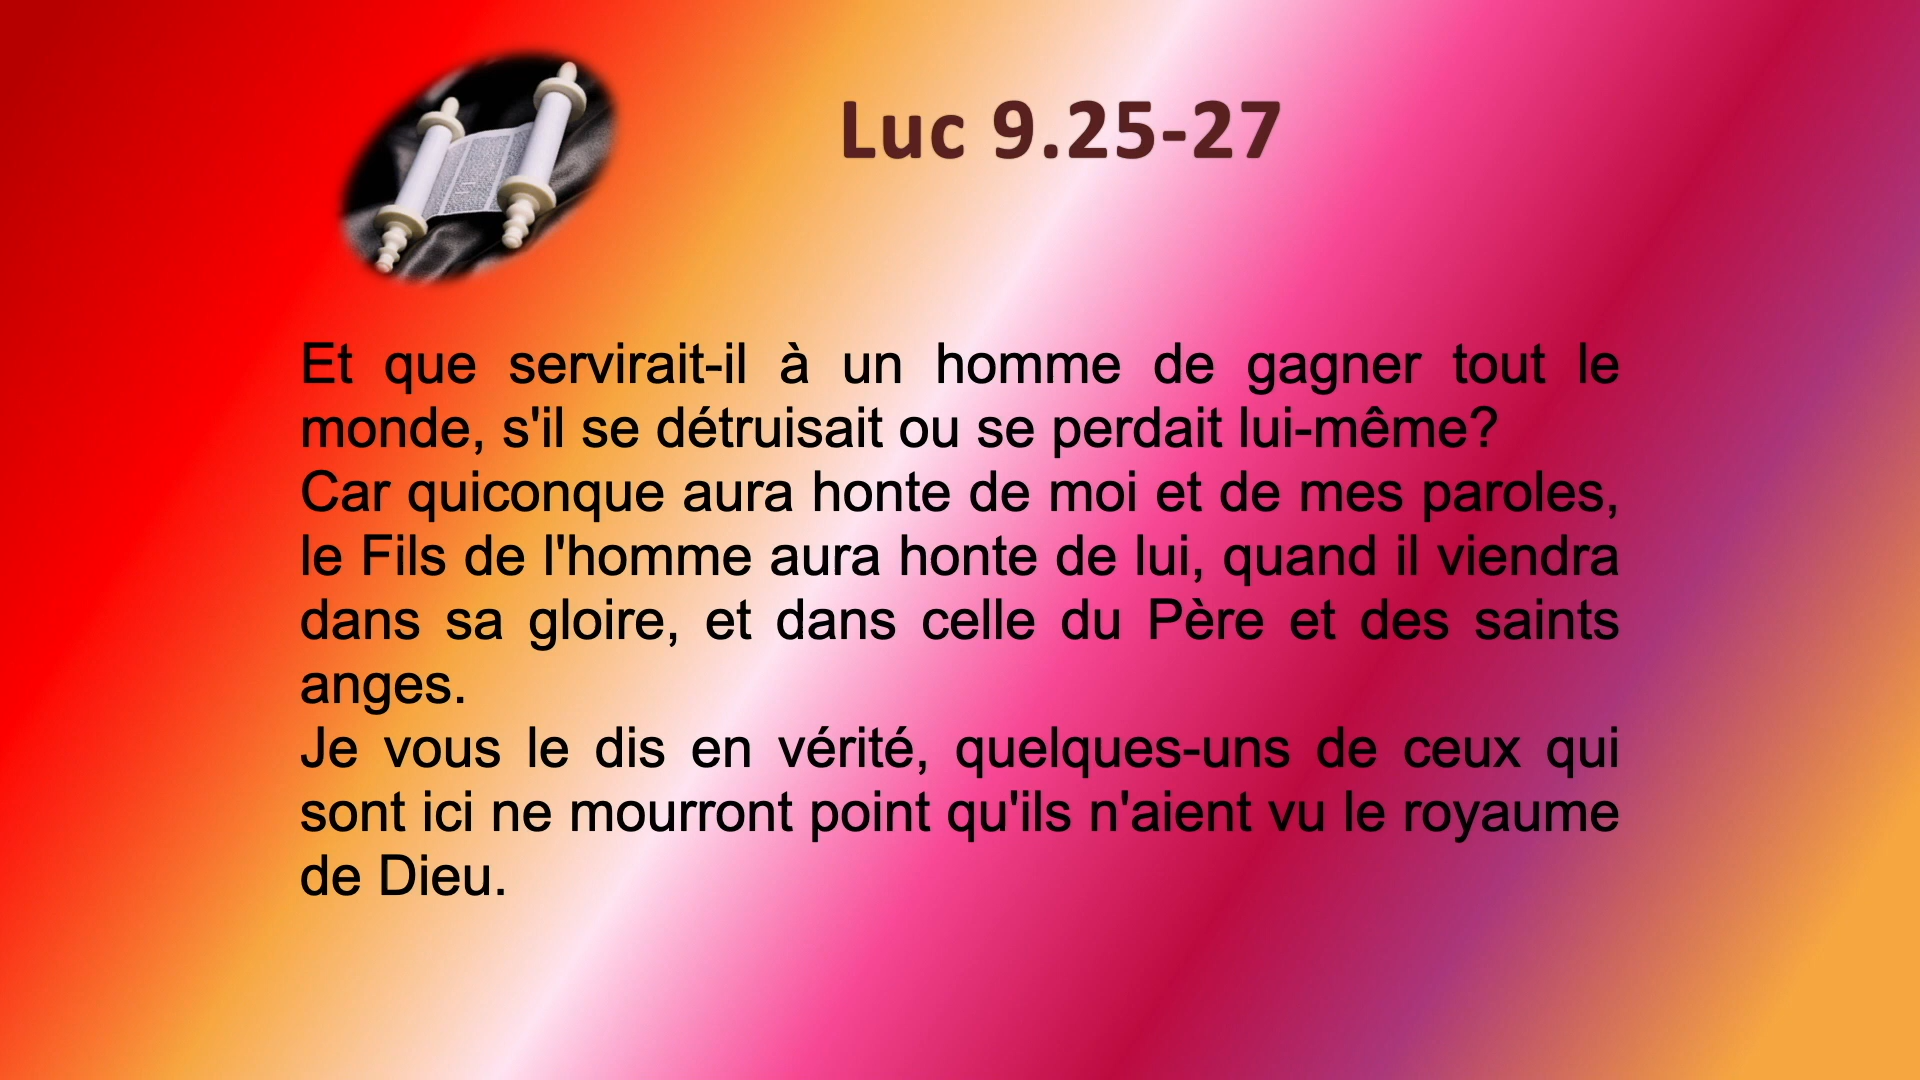 Luc 9.25-27
Et que servirait-il à un homme de gagner tout le
monde, s'il se détruisait ou se perdait lui-même?
Car quiconque aura honte de moi et de mes paroles,
le Fils de l'homme aura honte de lui, quand il viendra
dans sa gloire, et dans celle du Père et des saints
anges.
Je vous le dis en vérité, quelques-uns de ceux qui
sont ici ne mourront point qu'ils n'aient vu le royaume
de Dieu.